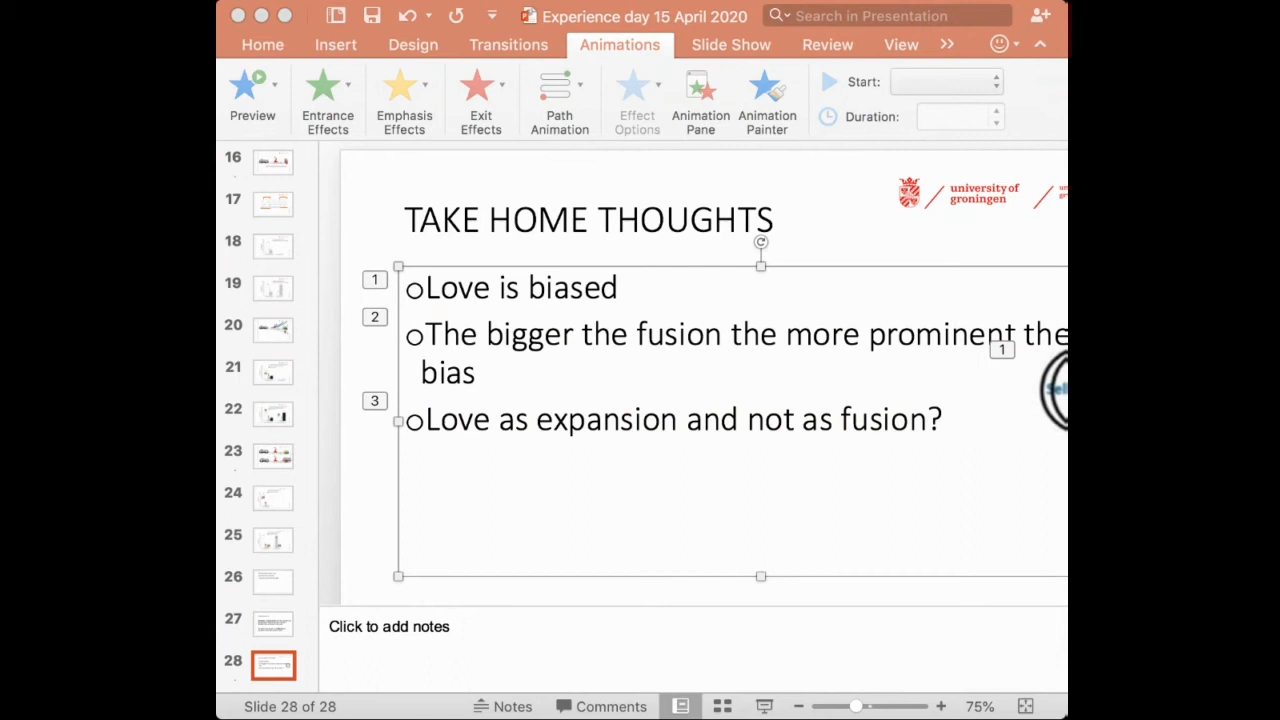 Experience day 15 April 2020
Search in Presentation
Home Insert Design Transitions Animations Slide Show Review View
Preview
Entrance Effects
Emphasis Effects
Exit Effects
Path Animation
Effect Options
Animation Pane
Animation Painter
Start:
Duration:
16
17
18
19
20
21
22
23
24
25
26
27
28
university of
groningen
TAKE HOME THOUGHTS
1
Love is biased
2
The bigger the fusion the more prominent the
1
bias
3
Love as expansion and not as fusion?
Click to add notes
Slide 28 of 28
Notes
Comments
75%